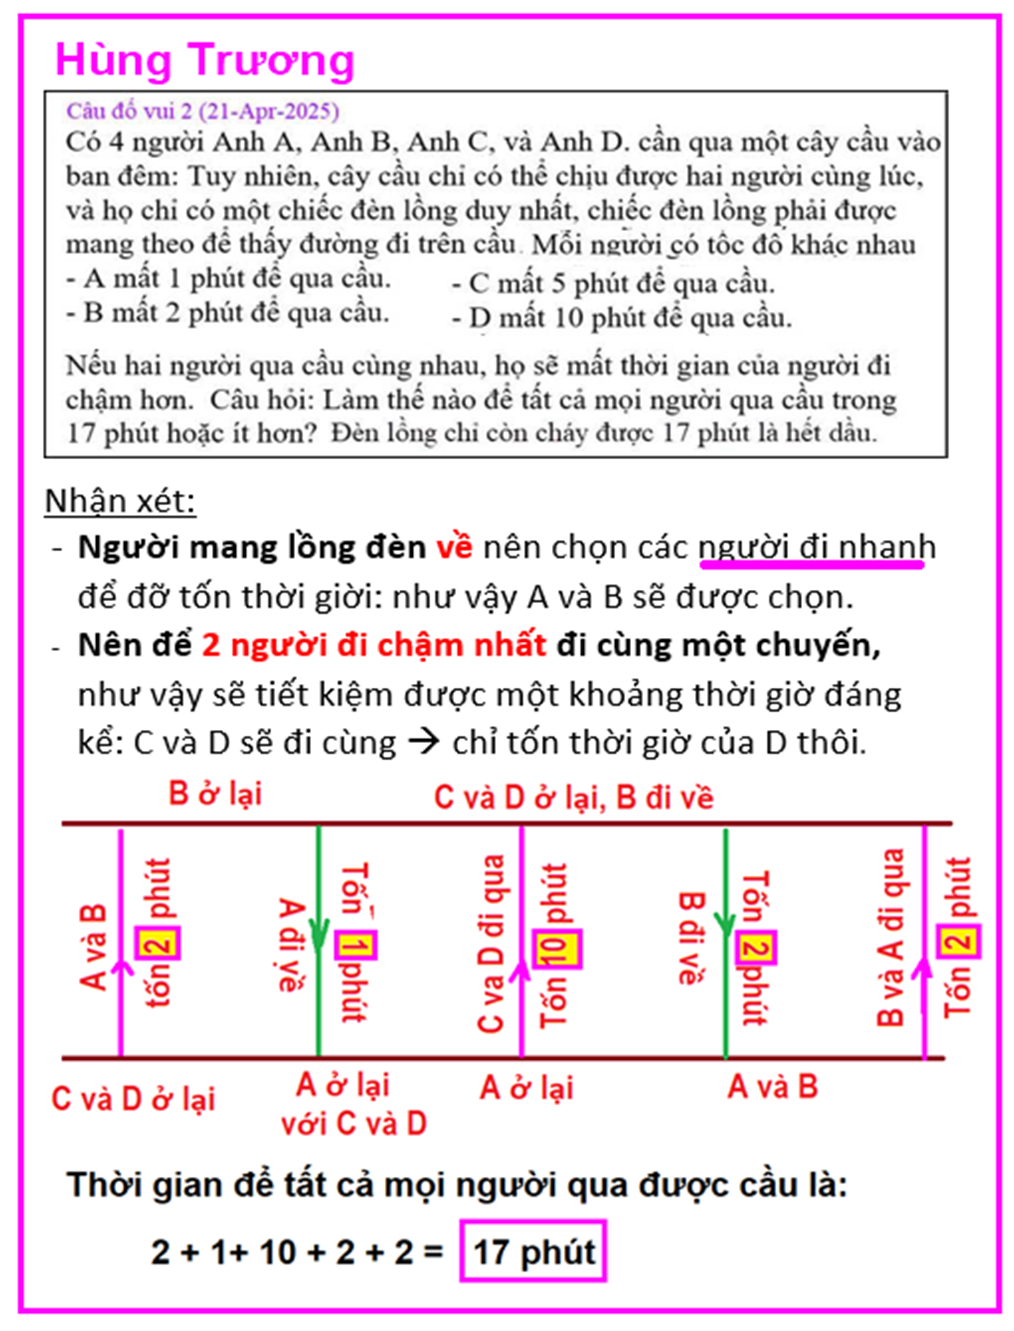 Hùng Trương
Câu đố vui 2 (21-Apr-2025)
Có 4 người Anh A, Anh B, Anh C, và Anh D. cần qua một cây cầu vào
ban đêm: Tuy nhiên, cây cầu chỉ có thể chịu được hai người cùng lúc,
và họ chỉ có một chiếc đèn lồng duy nhất, chiếc đèn lồng phải được
mang theo để thấy đường đi trên cầu. Mỗi người có tốc độ khác nhau
- A mất 1 phút để qua cầu.
- C mất 5 phút để qua cầu.
- B mất 2 phút để qua cầu.
- D mất 10 phút để qua cầu.
Nếu hai người qua cầu cùng nhau, họ sẽ mất thời gian của người đi
chậm hơn. Câu hỏi: Làm thế nào để tất cả mọi người qua cầu trong
17 phút hoặc ít hơn? Đèn lồng chỉ còn cháy được 17 phút là hết dầu.
Nhận xét:
- Người mang lồng đèn về nên chọn các người đi nhanh
để đỡ tốn thời giời: như vậy A và B sẽ được chọn.
- Nên để 2 người đi chậm nhất đi cùng một chuyến,
như vậy sẽ tiết kiệm được một khoảng thời giờ đáng
kể: C và D sẽ đi cùng → chỉ tốn thời giờ của D thôi.
B ở lại
C và D ở lại, B đi về
A và B
tốn 2 phút
A đi về
Tốn 1 phút
C va D đi qua
Tốn 10 phút
B đi về
Tốn 2 phút
B và A đi qua
Tốn 2 phút
C và D ở lại
A ở lại
với C và D
A ở lại
A và B
Thời gian để tất cả mọi người qua được cầu là:
2 + 1+ 10 + 2 + 2 = 17 phút